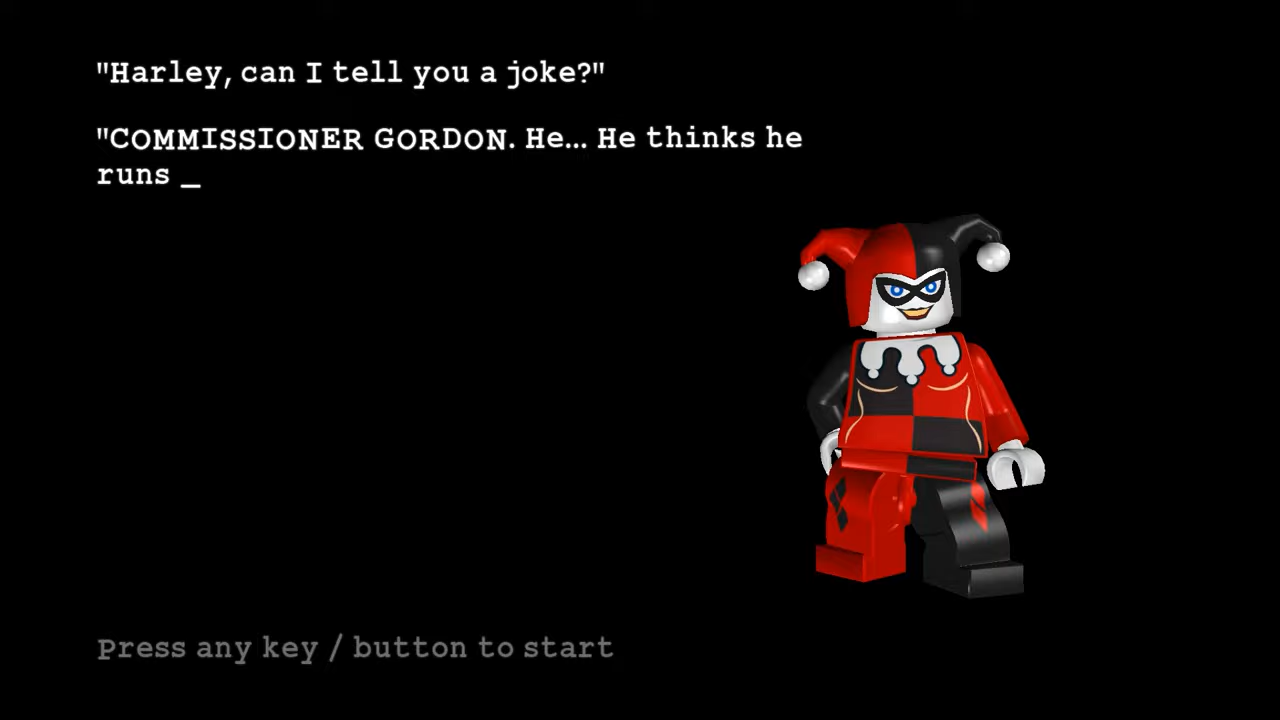 "Harley, can I tell you a joke?"
"COMMISSIONER GORDON. He... He thinks he
runs _
Press any key / button to start